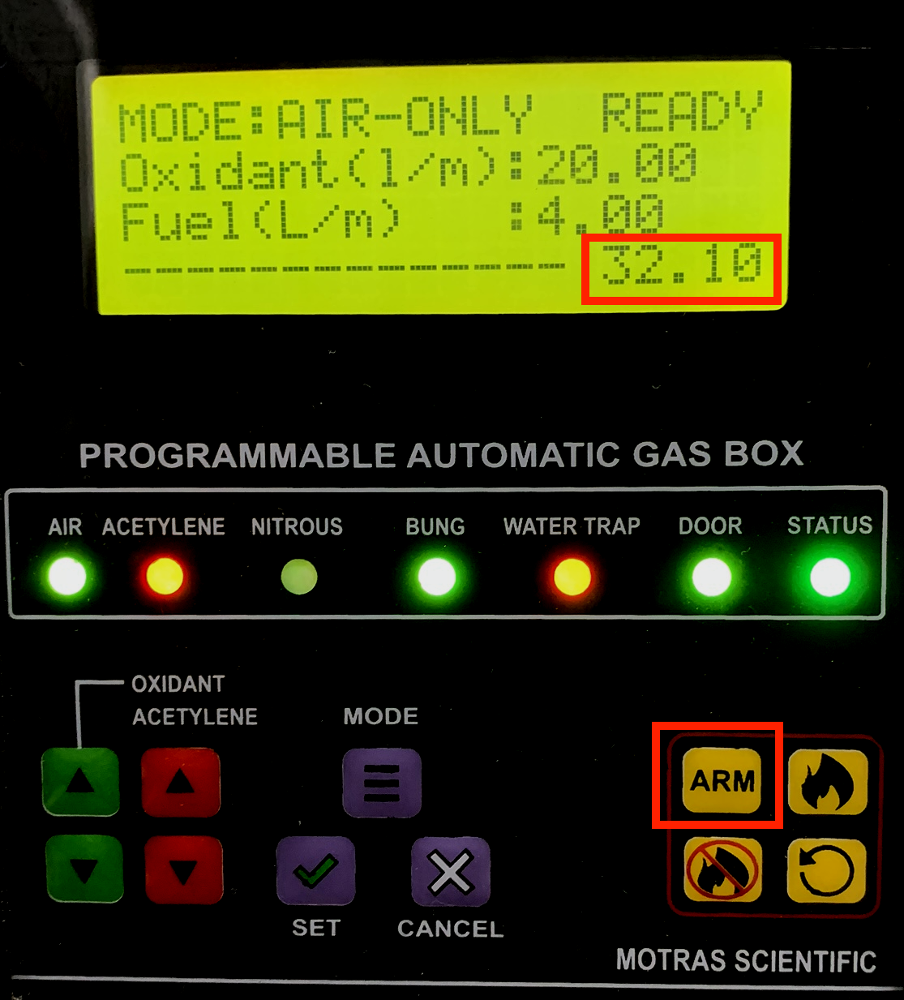 MODE:AIR-ONLY READY
Oxidant(l/m):20.00
Fuel(L/m) :4.00
-------------- 32.10
PROGRAMMABLE AUTOMATIC GAS BOX
AIR ACETYLENE NITROUS BUNG WATER TRAP DOOR STATUS
OXIDANT
ACETYLENE
MODE
ARM
SET CANCEL
MOTRAS SCIENTIFIC